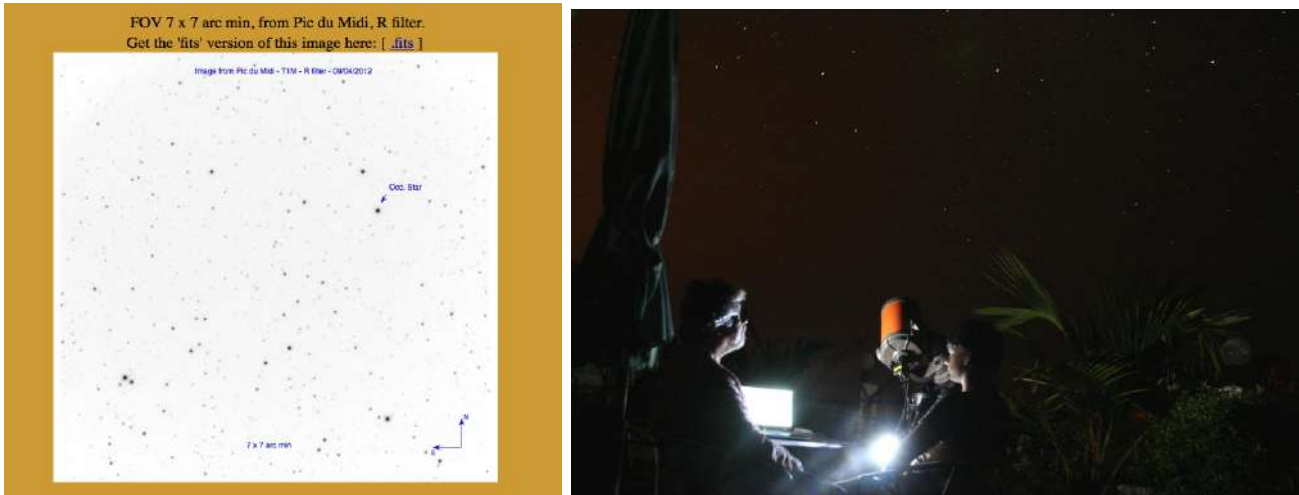 FOV 7 x 7 arc min, from Pic du Midi, R filter.
Get the 'fits' version of this image here: [ .fits ]
Image from Pic du Midi - T1M - R filter - 09/04/2012
Occ. Star
N
E
7 x 7 arc min